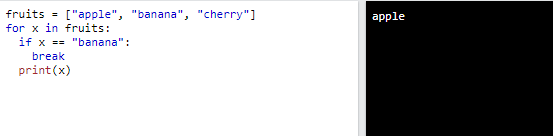 fruits = ["apple", "banana", "cherry"]
for x in fruits:
  if x == "banana":
    break
  print(x)
apple